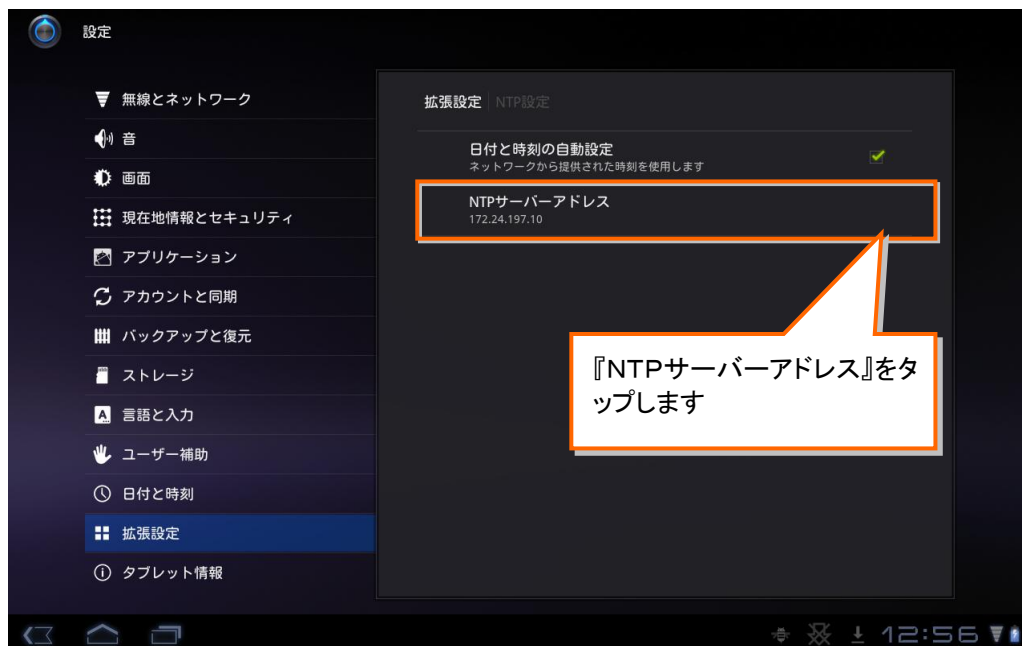 設定
無線とネットワーク
音
画面
現在地情報とセキュリティ
アプリケーション
アカウントと同期
バックアップと復元
ストレージ
言語と入力
ユーザー補助
日付と時刻
拡張設定
タブレット情報
拡張設定 NTP設定
日付と時刻の自動設定
ネットワークから提供された時刻を使用します
NTPサーバーアドレス
172.24.197.10
『NTPサーバーアドレス』をタ
ップします
12:56